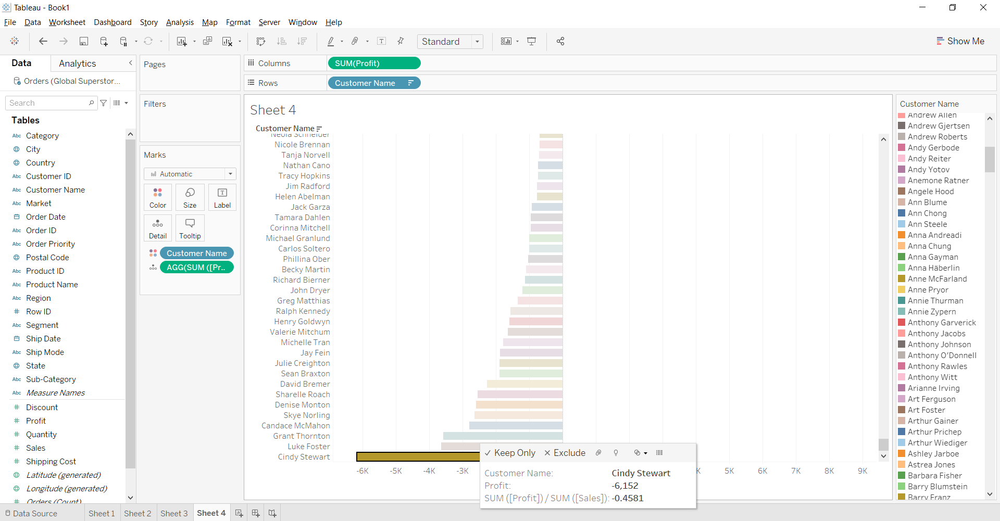 Tableau - Book1
File Data Worksheet Dashboard Story Analysis Map Format Server Window Help
Standard
Show Me
Data
Analytics
Orders (Global Superstor...
Search
Tables
Category
City
Country
Customer ID
Customer Name
Market
Order Date
Order ID
Order Priority
Postal Code
Product ID
Product Name
Region
Row ID
Segment
Ship Date
Ship Mode
State
Sub-Category
Measure Names
Discount
Profit
Quantity
Sales
Shipping Cost
Latitude (generated)
Longitude (generated)
Orders (Count)
Pages
Filters
Marks
Automatic
Color
Size
Label
Detail
Tooltip
Customer Name
AGG(SUM ([Pr..
Columns
SUM(Profit)
Rows
Customer Name
Sheet 4
Customer Name
Neola Schneider
Nicole Brennan
Tanja Norvell
Nathan Cano
Tracy Hopkins
Jim Radford
Helen Abelman
Jack Garza
Tamara Dahlen
Corinna Mitchell
Michael Granlund
Carlos Soltero
Phillina Ober
Becky Martin
Richard Bierner
John Dryer
Greg Matthias
Ralph Kennedy
Henry Goldwyn
Valerie Mitchum
Michelle Tran
Jay Fein
Julie Creighton
Sean Braxton
David Bremer
Sharelle Roach
Denise Monton
Skye Norling
Candace McMahon
Grant Thornton
Luke Foster
Cindy Stewart
-6K -5K -4K -3K K 5K 6K 7K 8K 9K
Keep Only Exclude
Customer Name: Cindy Stewart
Profit: -6,152
SUM ([Profit]) / SUM ([Sales]): -0.4581
Customer Name
Andrew Allen
Andrew Gjertsen
Andrew Roberts
Andy Gerbode
Andy Reiter
Andy Yotov
Anemone Ratner
Angele Hood
Ann Blume
Ann Chong
Ann Steele
Anna Andreadi
Anna Chung
Anna Gayman
Anna Häberlin
Anne McFarland
Anne Pryor
Annie Thurman
Annie Zypern
Anthony Garverick
Anthony Jacobs
Anthony Johnson
Anthony O'Donnell
Anthony Rawles
Anthony Witt
Arianne Irving
Art Ferguson
Art Foster
Arthur Gainer
Arthur Prichep
Arthur Wiediger
Ashley Jarboe
Astrea Jones
Barbara Fisher
Barry Blumstein
Barry Franz
Data Source
Sheet 1
Sheet 2
Sheet 3
Sheet 4